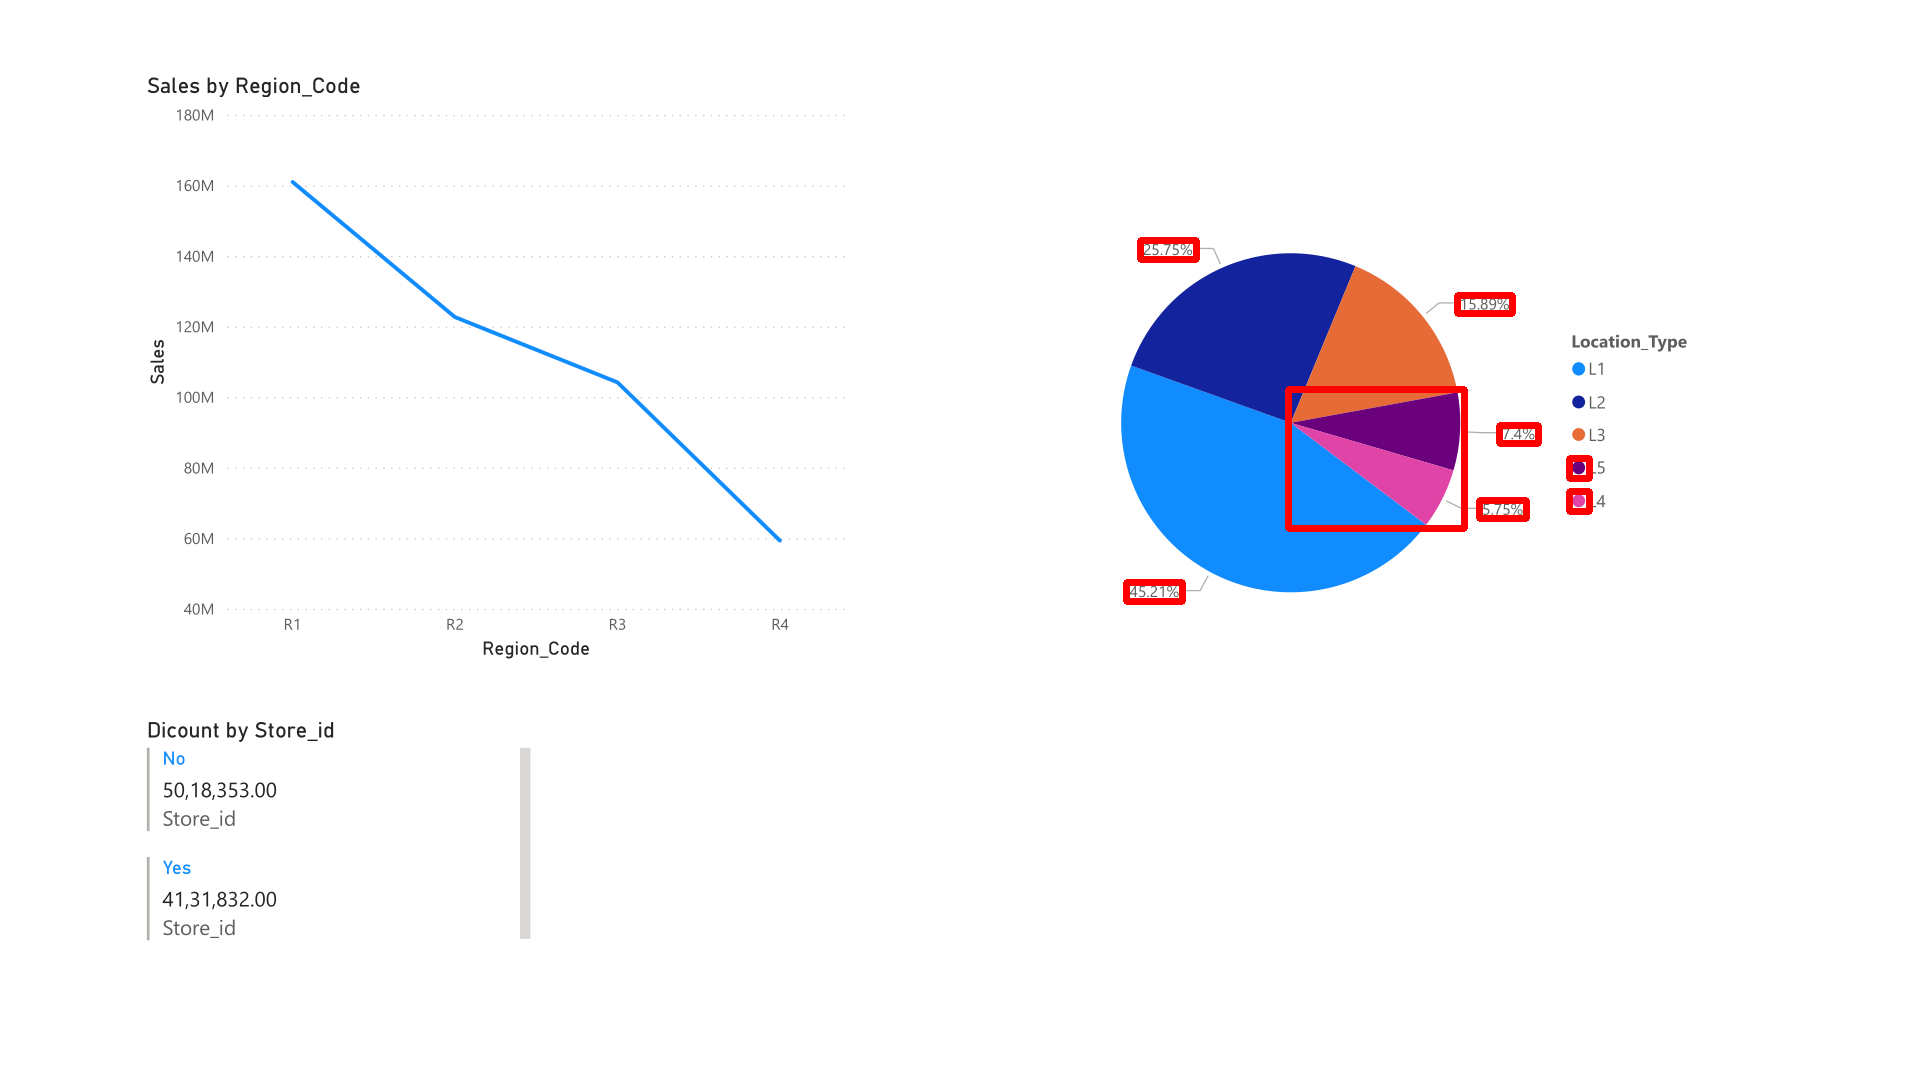 Sales by Region_Code
180M
160M
140M
120M
100M
80M
60M
40M
Sales
R1 R2 R3 R4
Region_Code
25.75%
15.89%
7.4%
5.75%
45.21%
Location_Type
L1
L2
L3
L5
L4
Dicount by Store_id
No
50,18,353.00
Store_id
Yes
41,31,832.00
Store_id